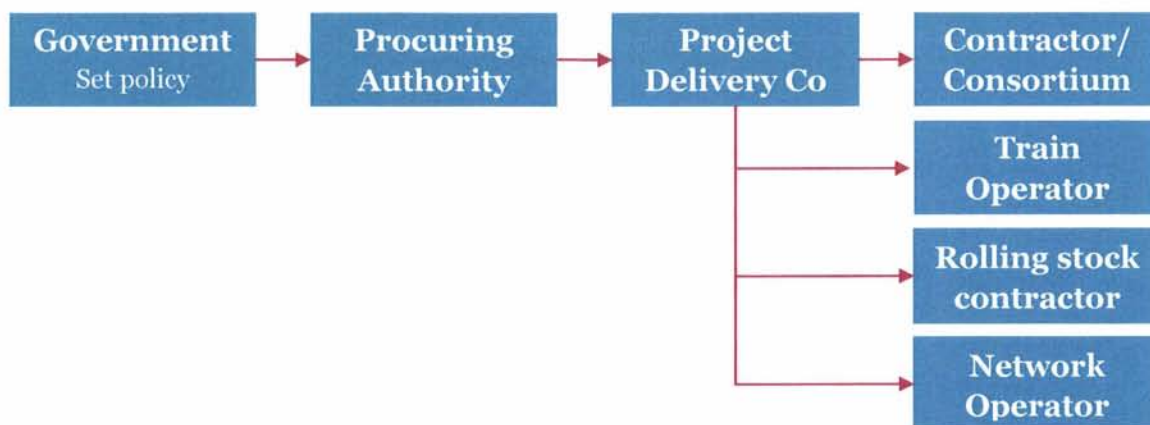 Government
Set policy
Procuring
Authority
Project
Delivery Co
Contractor/
Consortium
Train
Operator
Rolling stock
contractor
Network
Operator